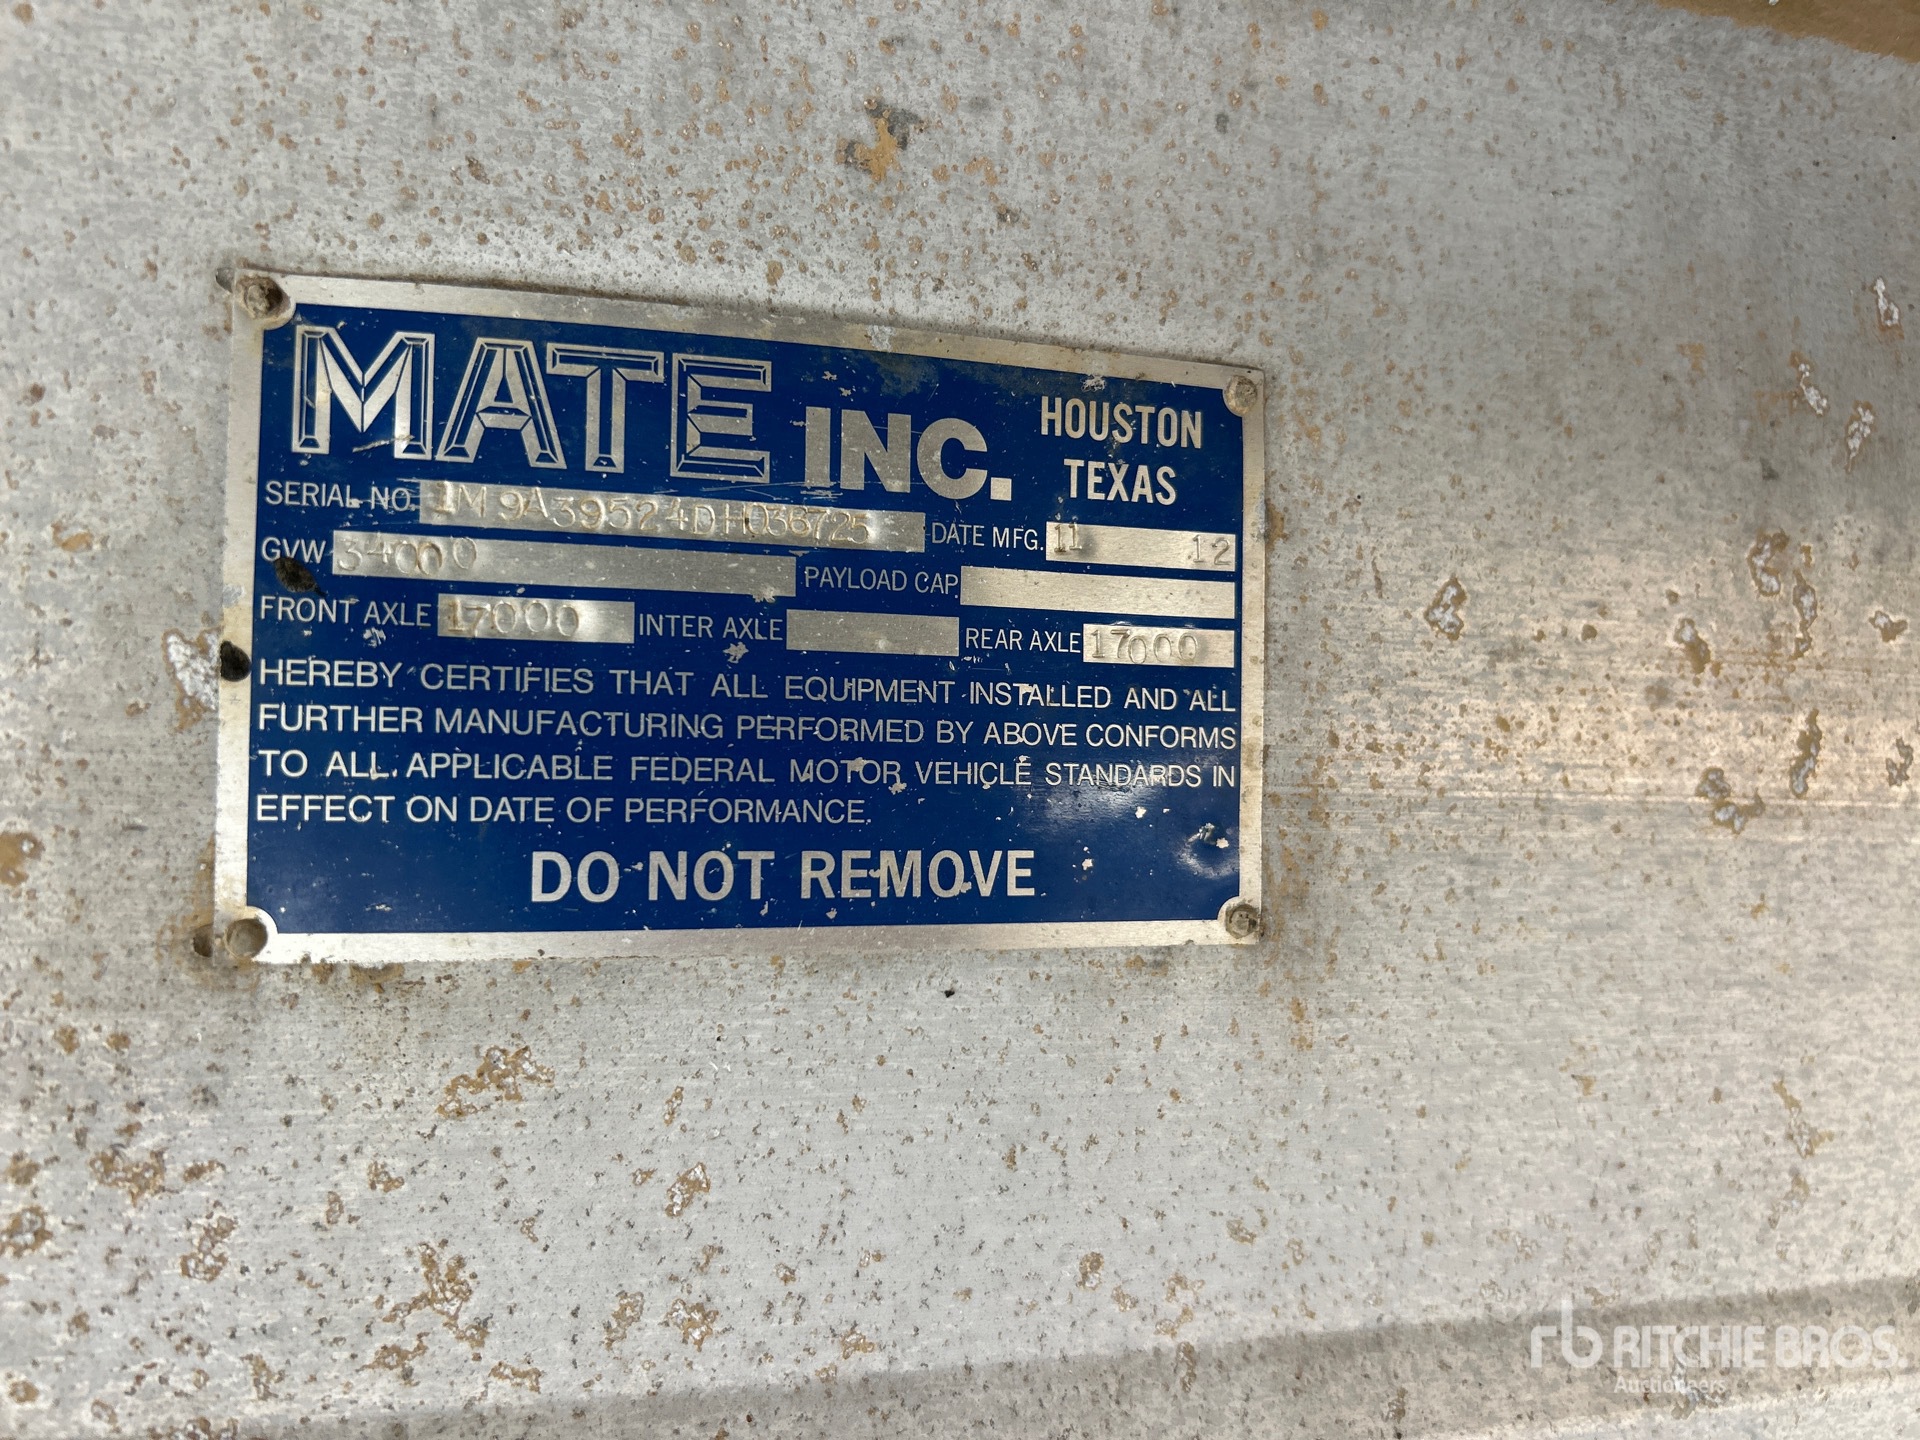 MATE INC. HOUSTON TEXAS
SERIAL NO. 1M9A39524DH036725 DATE MFG. 11 12
GVW 34000 PAYLOAD CAP.
FRONT AXLE 17000 INTER AXLE REAR AXLE 17000
HEREBY CERTIFIES THAT ALL EQUIPMENT INSTALLED AND ALL
FURTHER MANUFACTURING PERFORMED BY ABOVE CONFORMS
TO ALL APPLICABLE FEDERAL MOTOR VEHICLE STANDARDS IN
EFFECT ON DATE OF PERFORMANCE.
DO NOT REMOVE
rb RITCHIE BROS.
Auctioneers